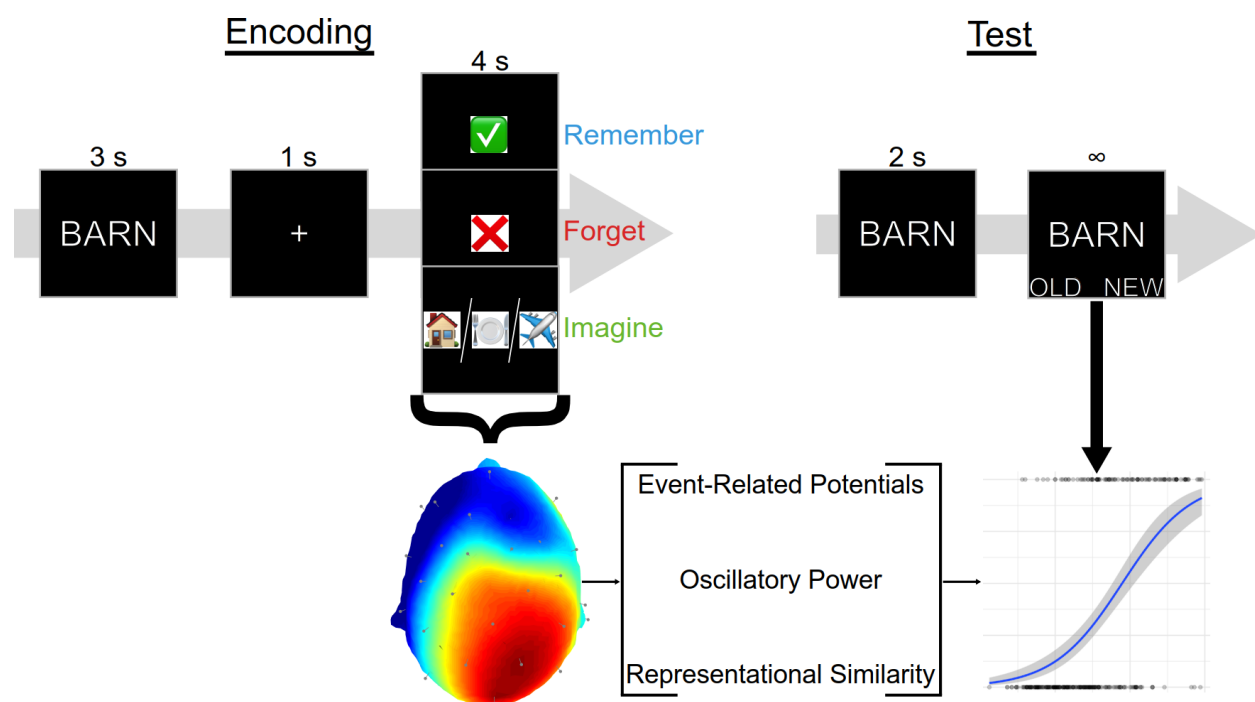 Encoding
Test
4 s
Remember
3 s
1 s
2 s
∞
BARN
+
Forget
BARN
BARN
OLD NEW
Imagine
Event-Related Potentials
Oscillatory Power
Representational Similarity